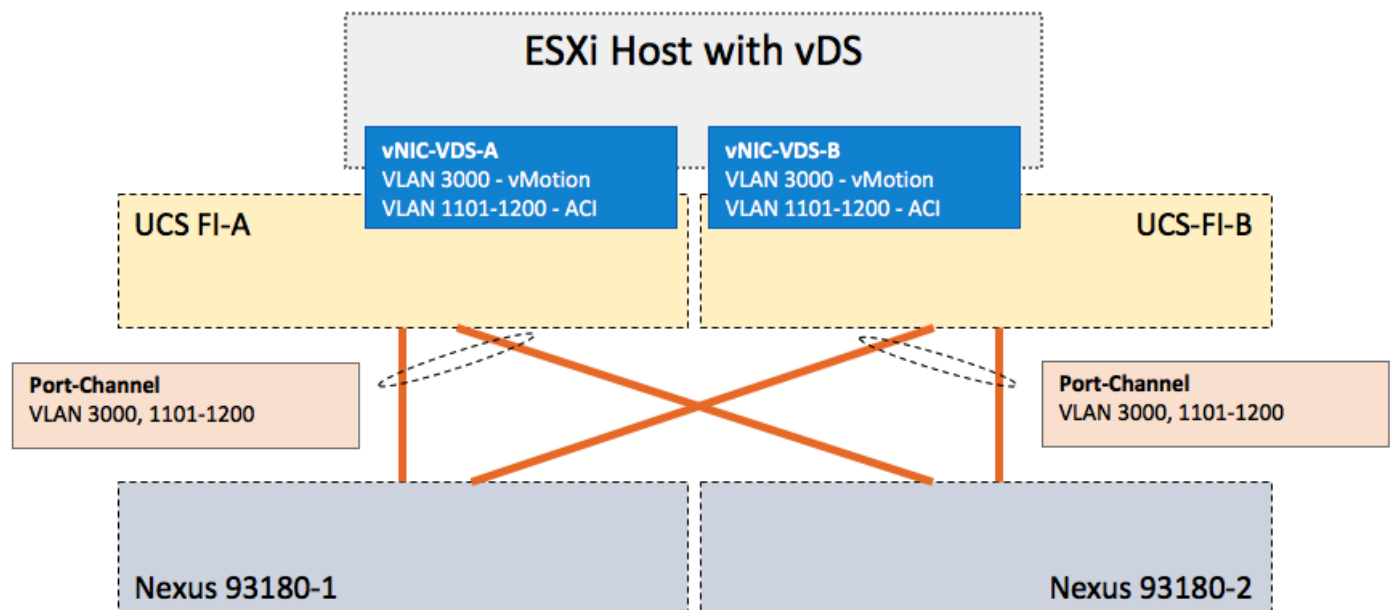 ESXi Host with vDS
vNIC-VDS-A
VLAN 3000 - vMotion
VLAN 1101-1200 - ACI
vNIC-VDS-B
VLAN 3000 - vMotion
VLAN 1101-1200 - ACI
UCS FI-A
UCS-FI-B
Port-Channel
VLAN 3000, 1101-1200
Port-Channel
VLAN 3000, 1101-1200
Nexus 93180-1
Nexus 93180-2